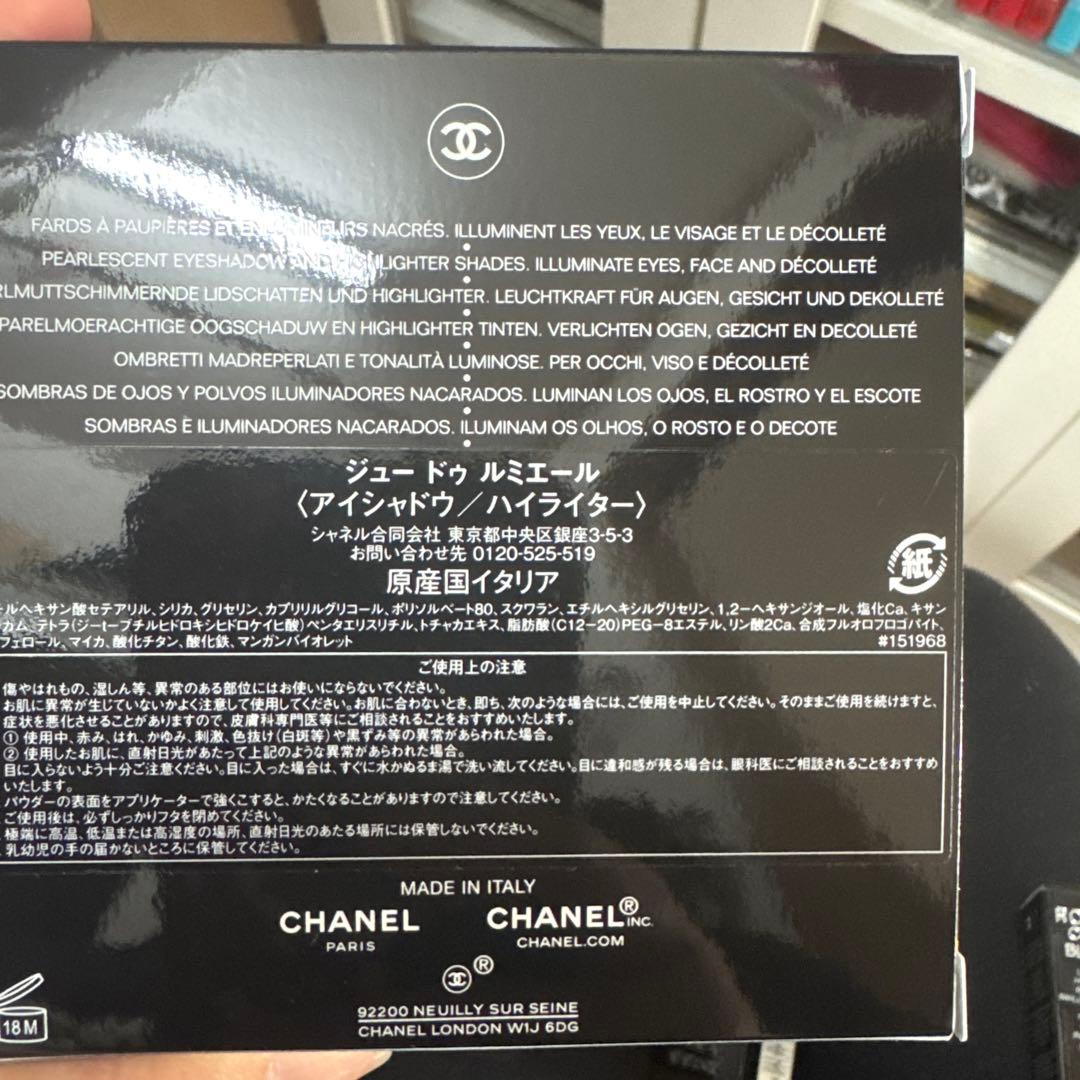 FARDS À PAUPIÈRES ET ENLUMINEURS NACRÉS. ILLUMINENT LES YEUX, LE VISAGE ET LE DÉCOLLETÉ
PEARLESCENT EYESHADOW AND HIGHLIGHTER SHADES. ILLUMINATE EYES, FACE AND DÉCOLLETÉ
RLMUTTSCHIMMERNDE LIDSCHATTEN UND HIGHLIGHTER. LEUCHTKRAFT FÜR AUGEN, GESICHT UND DEKOLLETÉ
PARELMOERACHTIGE OOGSCHADUW EN HIGHLIGHTER TINTEN. VERLICHTEN OGEN, GEZICHT EN DECOLLETÉ
OMBRETTI MADREPERLATI E TONALITÀ LUMINOSE. PER OCCHI, VISO E DÉCOLLETÉ
SOMBRAS DE OJOS Y POLVOS ILUMINADORES NACARADOS. LUMINAN LOS OJOS, EL ROSTRO Y EL ESCOTE
SOMBRAS E ILUMINADORES NACARADOS. ILUMINAM OS OLHOS, O ROSTO E O DECOTE
ジュー ドゥ ルミエール
〈アイシャドウ／ハイライター〉
シャネル合同会社 東京都中央区銀座3-5-3
お問い合わせ先 0120-525-519
紙
原産国イタリア
ルヘキサン酸セテアリル、シリカ、グリセリン、カプリリルグリコール、ポリソルベート80、スクワラン、エチルヘキシルグリセリン、1,2-ヘキサンジオール、塩化Ca、キサン
カム、テトラ(ジ-t-ブチルヒドロキシヒドロケイヒ酸)ペンタエリスリチル、トチャカエキス、脂肪酸(C12-20)PEG-8エステル、リン酸2Ca、合成フルオロフロゴパイト、
フェロール、マイカ、酸化チタン、酸化鉄、マンガンバイオレット #151968
ご使用上の注意
傷やはれもの、湿しん等、異常のある部位にはお使いにならないでください。
お肌に異常が生じていないかよく注意して使用してください。お肌に合わないとき、即ち、次のような場合には、ご使用を中止してください。そのままご使用を続けますと、
症状を悪化させることがありますので、皮膚科専門医等にご相談されることをおすすめいたします。
① 使用中、赤み、はれ、かゆみ、刺激、色抜け(白斑等)や黒ずみ等の異常があらわれた場合。
② 使用したお肌に、直射日光があたって上記のような異常があらわれた場合。
目に入らないよう十分ご注意ください。目に入った場合は、すぐに水かぬるま湯で洗い流してください。目に違和感が残る場合は、眼科医にご相談されることをおすすめ
いたします。
パウダーの表面をアプリケーターで強くこすると、かたくなることがありますので注意してください。
ご使用後は、必ずしっかりフタを閉めてください。
極端に高温、低温または高湿度の場所、直射日光のあたる場所には保管しないでください。
乳幼児の手の届かないところに保管してください。
MADE IN ITALY
CHANEL CHANEL® INC.
PARIS CHANEL.COM
®
18M
92200 NEUILLY SUR SEINE
CHANEL LONDON W1J 6DG